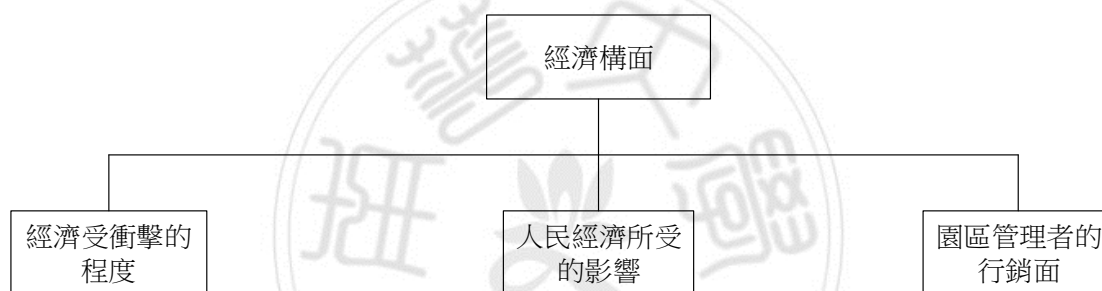 經濟構面
經濟受衝擊的
程度
人民經濟所受
的影響
園區管理者的
行銷面